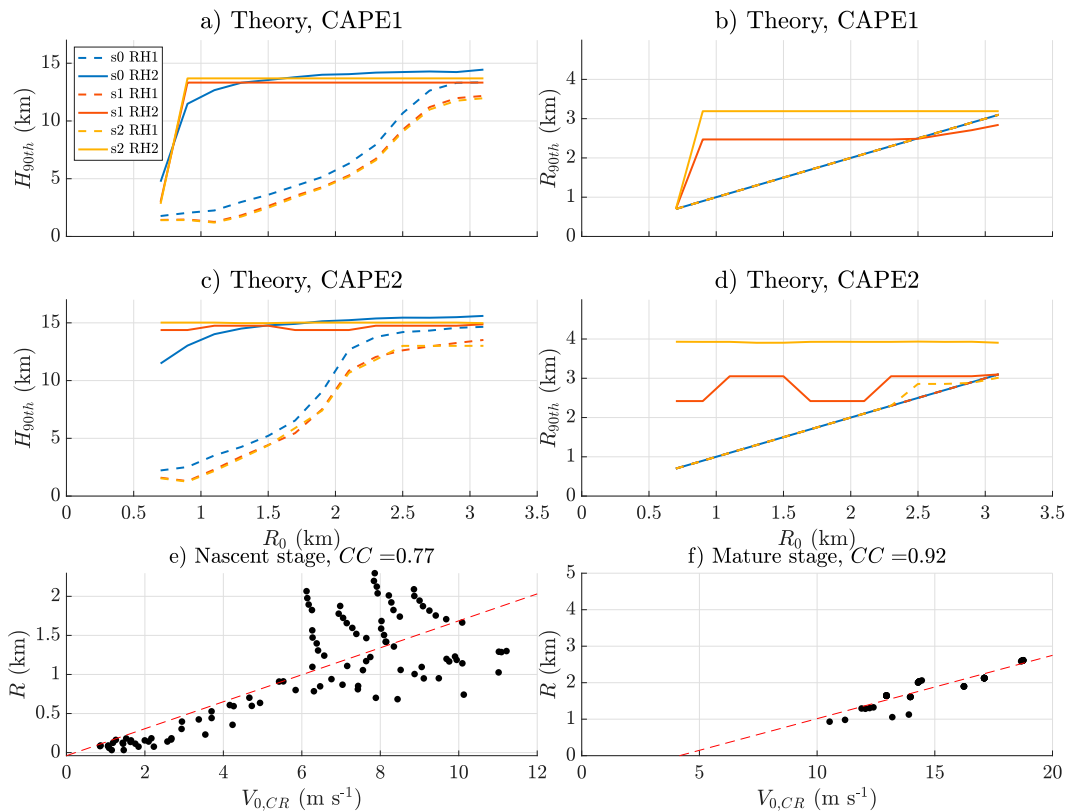 a) Theory, CAPE1
b) Theory, CAPE1
H90th (km)
15
10
5
0
s0 RH1
s0 RH2
s1 RH1
s1 RH2
s2 RH1
s2 RH2
R90th (km)
4
3
2
1
0
c) Theory, CAPE2
d) Theory, CAPE2
H90th (km)
15
10
5
0
0 0.5 1 1.5 2 2.5 3 3.5
R0 (km)
R90th (km)
4
3
2
1
0
0 0.5 1 1.5 2 2.5 3 3.5
R0 (km)
e) Nascent stage, CC =0.77
f) Mature stage, CC =0.92
R (km)
2
1.5
1
0.5
0
0 2 4 6 8 10 12
V0,CR (m s-1)
R (km)
5
4
3
2
1
0
5 10 15 20
V0,CR (m s-1)